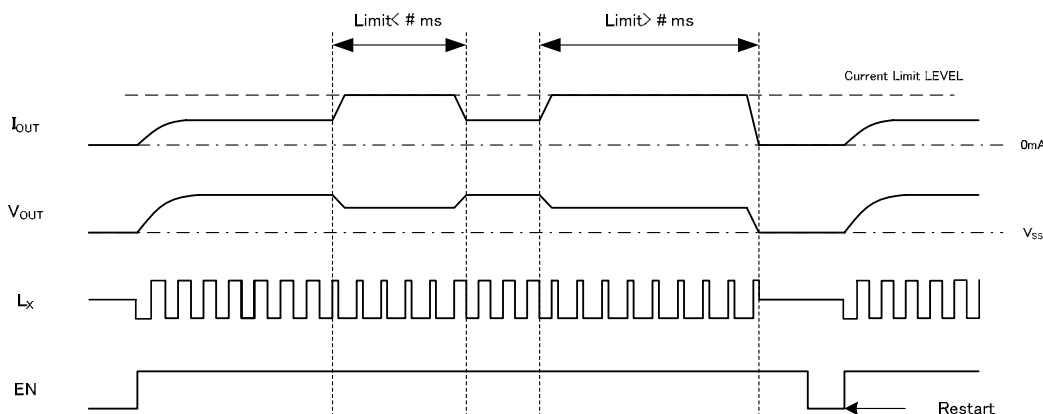 Limit< # ms
Limit> # ms
Current Limit LEVEL
IOUT
0mA
VOUT
VSS
LX
EN
Restart